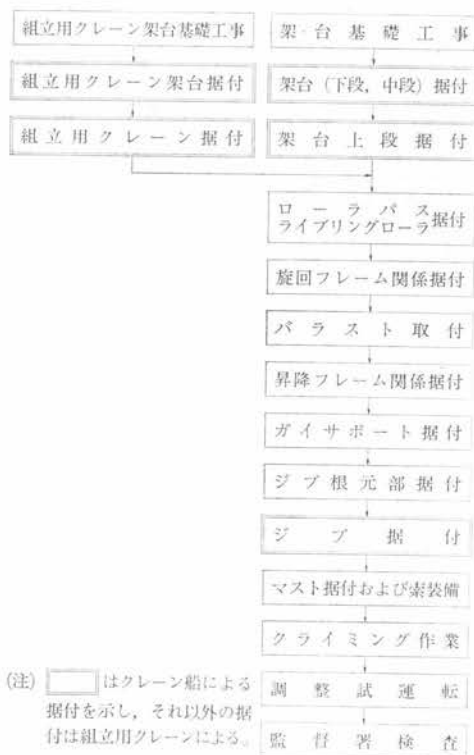 組立用クレーン架台基礎工事
組立用クレーン架台据付
組立用クレーン据付
架台基礎工事
架台(下段,中段)据付
架台上段据付
ローラパス
ライブリングローラ据付
旋回フレーム関係据付
バラスト取付
昇降フレーム関係据付
ガイサポート据付
ジブ根元部据付
ジブ据付
マスト据付および索装備
クライミング作業
調整試運転
監督署検査
(注) はクレーン船による
据付を示し,それ以外の据
付は組立用クレーンによる。